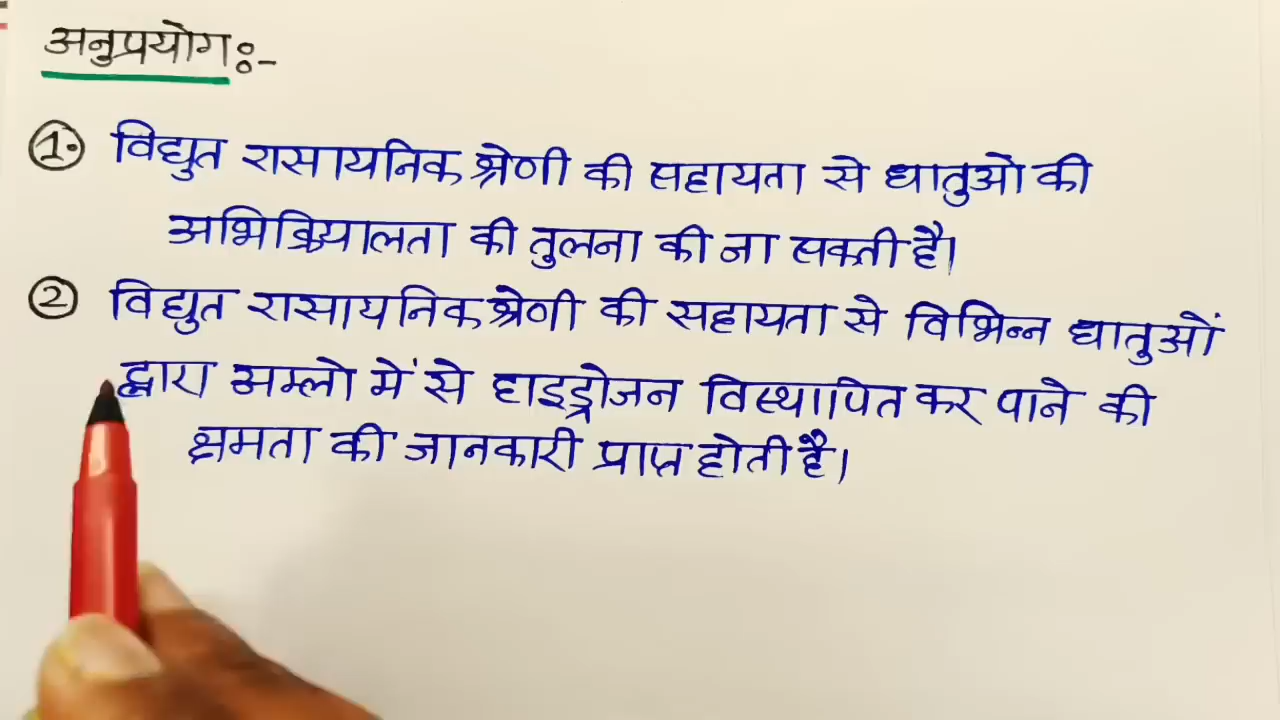 अनुप्रयोग:-
1. विद्युत रासायनिक श्रेणी की सहायता से धातुओ की
अभिक्रियालता की तुलना की जा सकती है।
2 विद्युत रासायनिक श्रेणी की सहायता से विभिन्न धातुओं
द्वारा अम्लो में से हाइड्रोजन विस्थापित कर पाने की
क्षमता की जानकारी प्राप्त होती है।